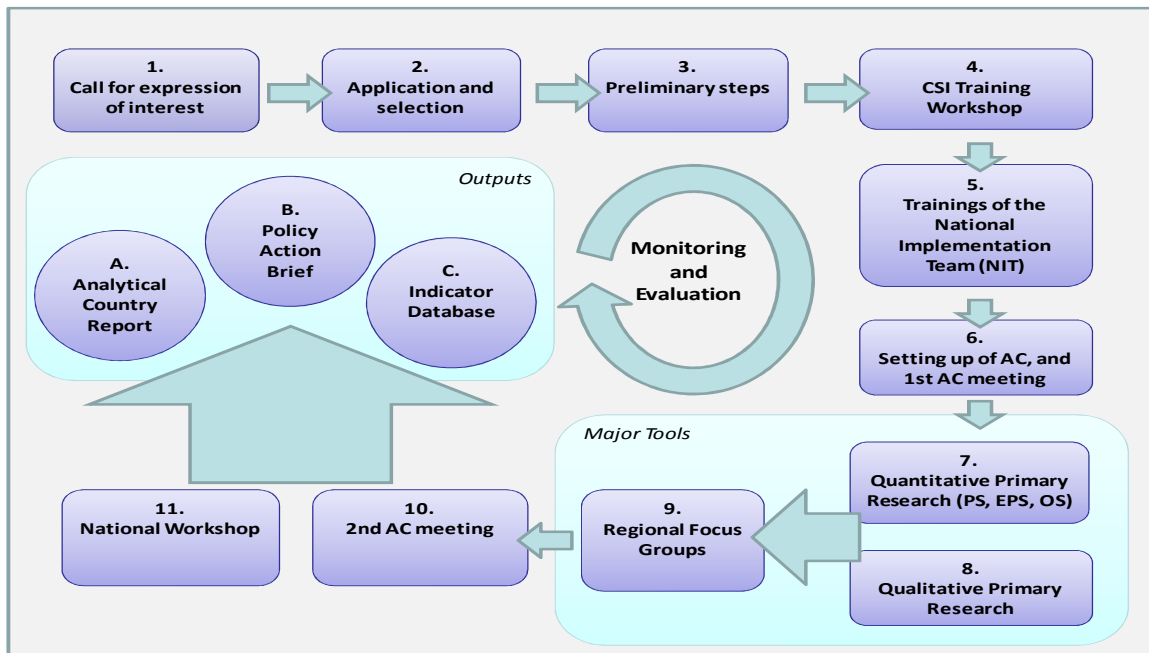 1.
Call for expression
of interest
2.
Application and
selection
3.
Preliminary steps
4.
CSI Training
Workshop
5.
Trainings of the
National
Implementation
Team (NIT)
6.
Setting up of AC, and
1st AC meeting
Major Tools
7.
Quantitative Primary
Research (PS, EPS, OS)
8.
Qualitative Primary
Research
9.
Regional Focus
Groups
10.
2nd AC meeting
11.
National Workshop
Outputs
A.
Analytical
Country
Report
B.
Policy
Action
Brief
C.
Indicator
Database
Monitoring
and
Evaluation